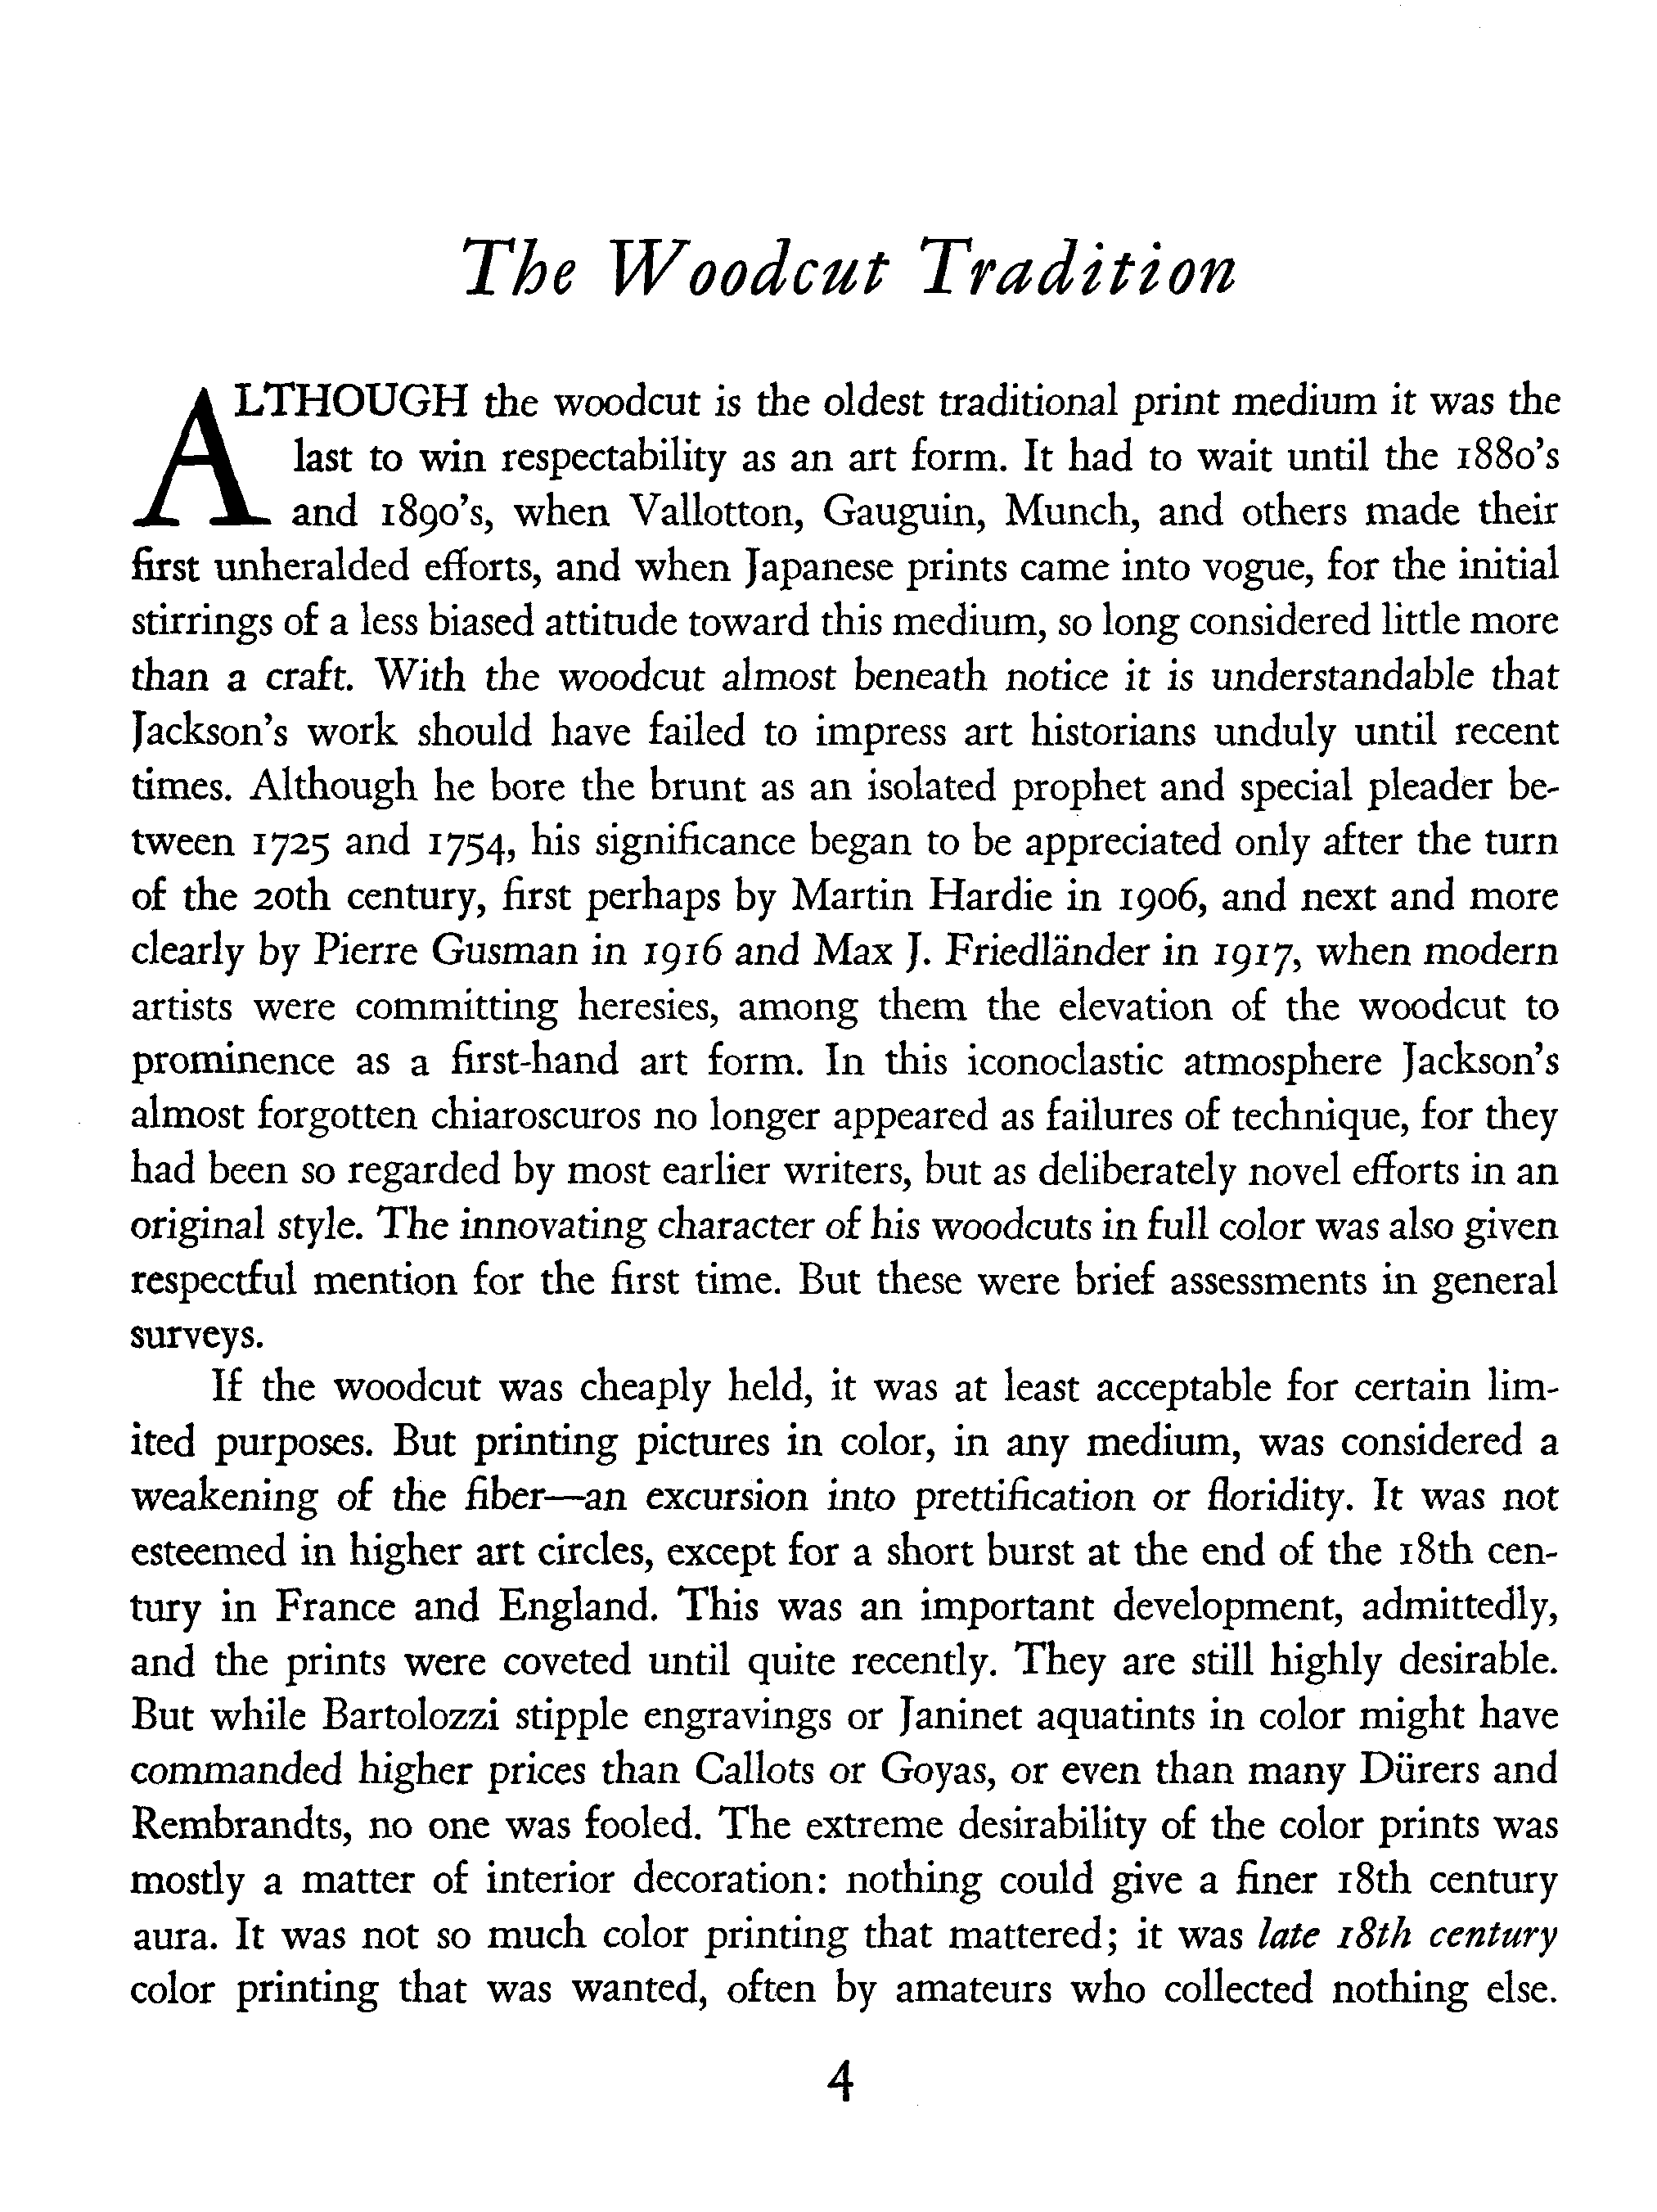 The Woodcut Tradition
ALTHOUGH the woodcut is the oldest traditional print medium it was the
last to win respectability as an art form. It had to wait until the 1880's
and 1890's, when Vallotton, Gauguin, Munch, and others made their
first unheralded efforts, and when Japanese prints came into vogue, for the initial
stirrings of a less biased attitude toward this medium, so long considered little more
than a craft. With the woodcut almost beneath notice it is understandable that
Jackson's work should have failed to impress art historians unduly until recent
times. Although he bore the brunt as an isolated prophet and special pleader be-
tween 1725 and 1754, his significance began to be appreciated only after the turn
of the 20th century, first perhaps by Martin Hardie in 1906, and next and more
clearly by Pierre Gusman in 1916 and Max J. Friedländer in 1917, when modern
artists were committing heresies, among them the elevation of the woodcut to
prominence as a first-hand art form. In this iconoclastic atmosphere Jackson's
almost forgotten chiaroscuros no longer appeared as failures of technique, for they
had been so regarded by most earlier writers, but as deliberately novel efforts in an
original style. The innovating character of his woodcuts in full color was also given
respectful mention for the first time. But these were brief assessments in general
surveys.
If the woodcut was cheaply held, it was at least acceptable for certain lim-
ited purposes. But printing pictures in color, in any medium, was considered a
weakening of the fiber—an excursion into prettification or floridity. It was not
esteemed in higher art circles, except for a short burst at the end of the 18th cen-
tury in France and England. This was an important development, admittedly,
and the prints were coveted until quite recently. They are still highly desirable.
But while Bartolozzi stipple engravings or Janinet aquatints in color might have
commanded higher prices than Callots or Goyas, or even than many Dürers and
Rembrandts, no one was fooled. The extreme desirability of the color prints was
mostly a matter of interior decoration: nothing could give a finer 18th century
aura. It was not so much color printing that mattered; it was late 18th century
color printing that was wanted, often by amateurs who collected nothing else.
4